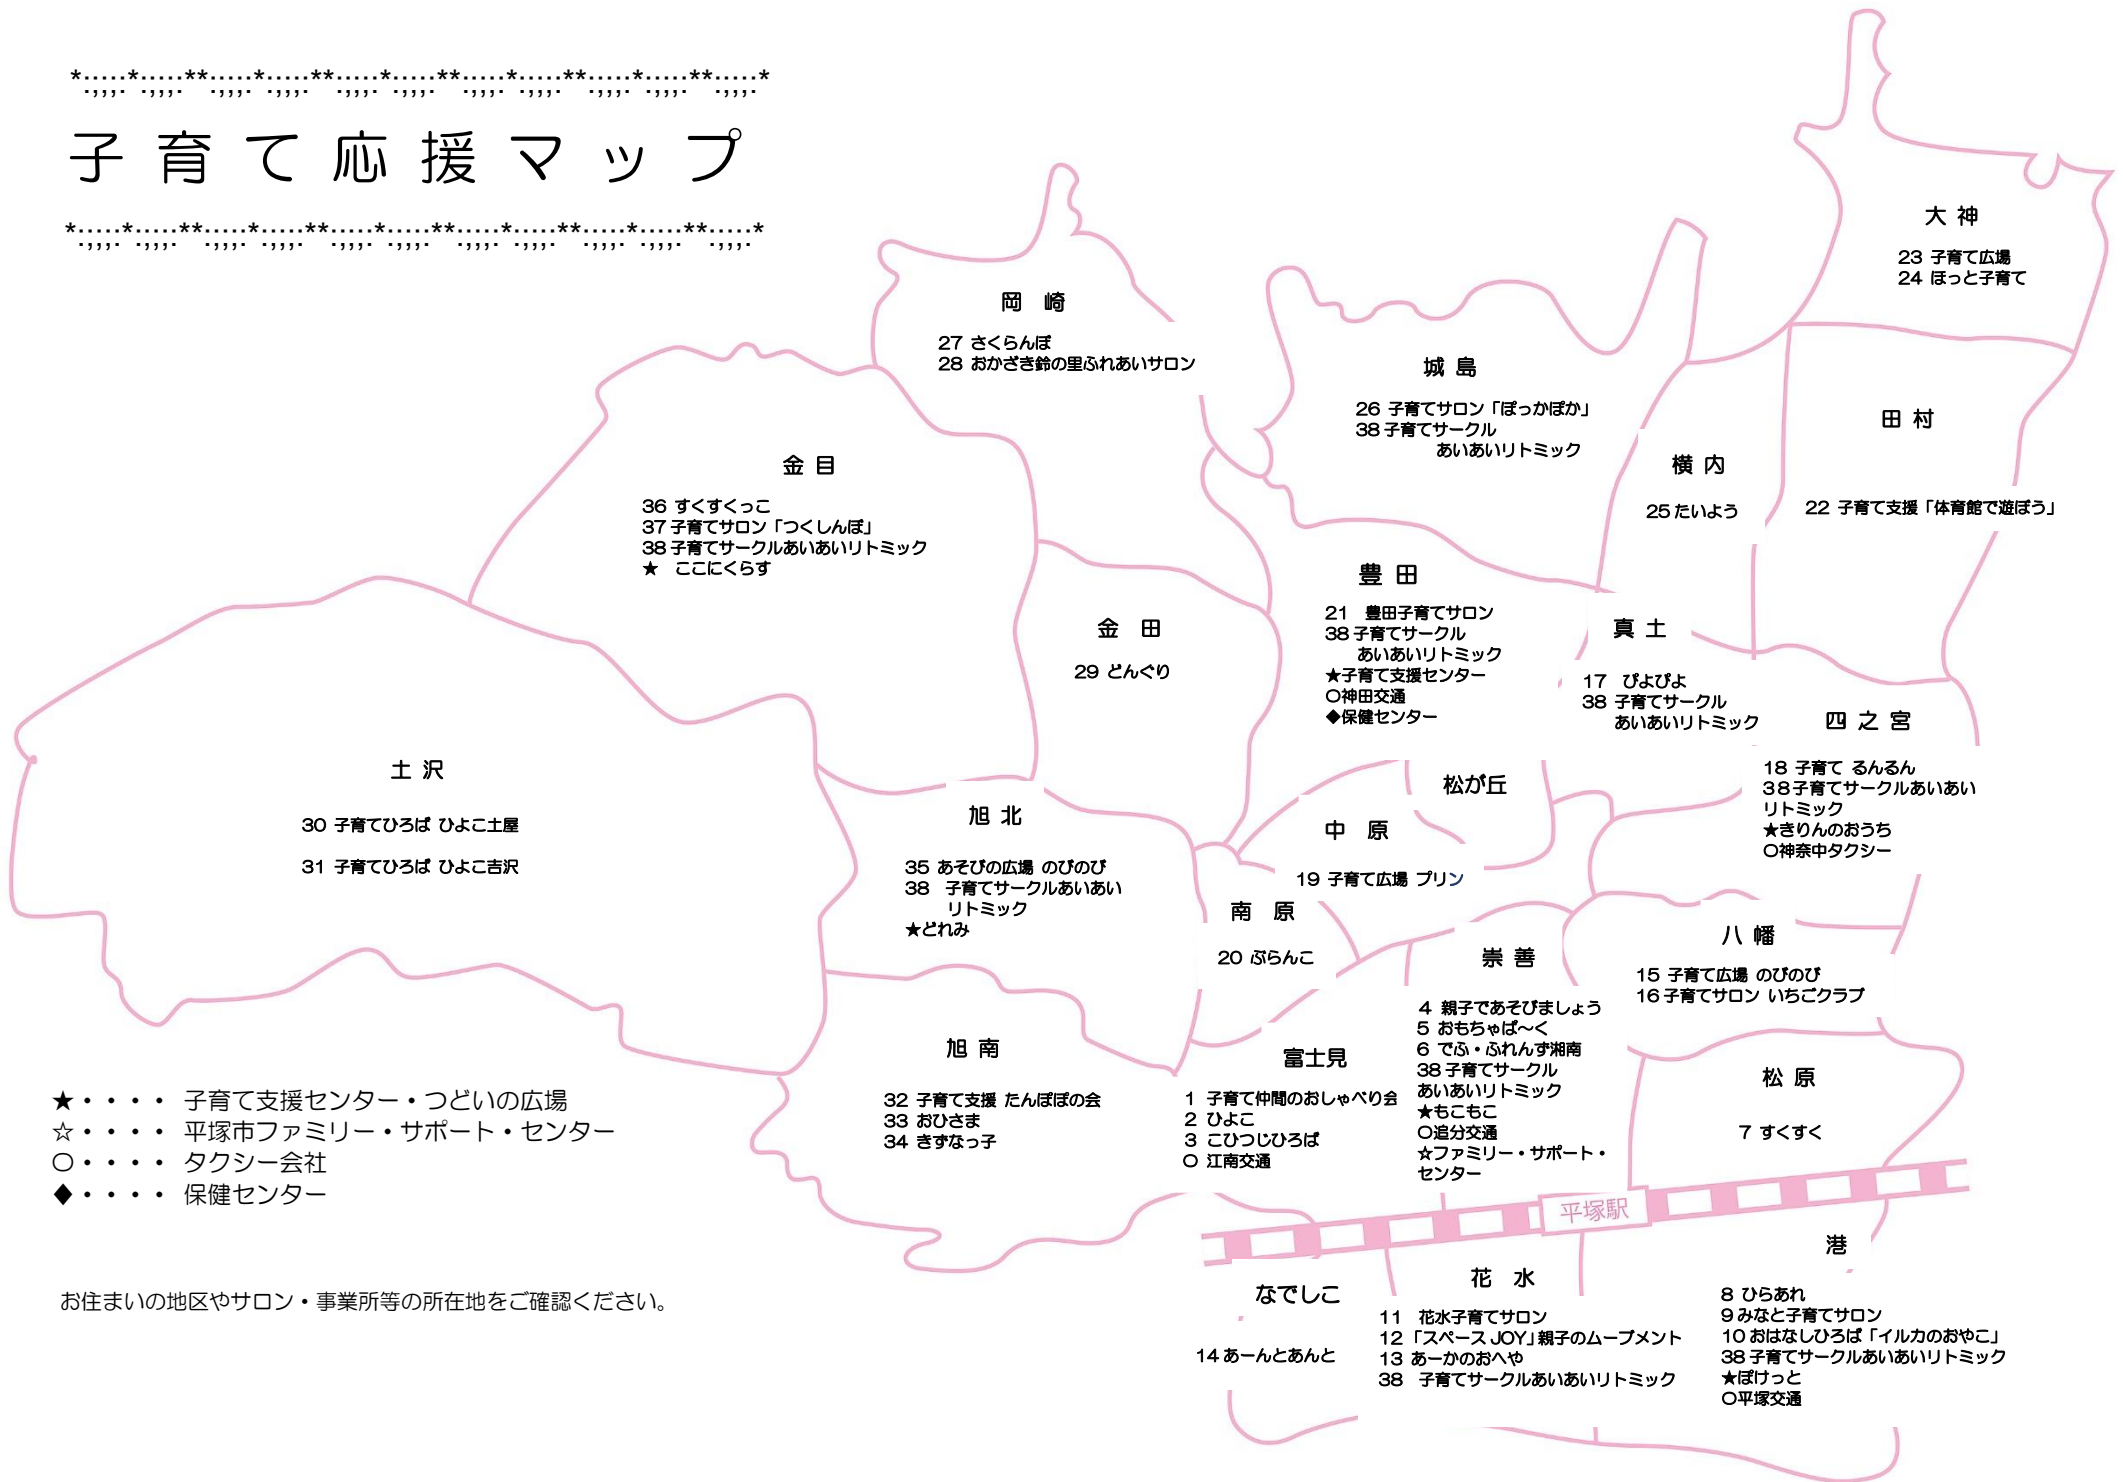 *:;;;:*:;;;:**:;;;:*:;;;:**:;;;:*:;;;:**:;;;:*:;;;:**:;;;:*:;;;:**:;;;:*
子育て応援マップ
*:;;;:*:;;;:**:;;;:*:;;;:**:;;;:*:;;;:**:;;;:*:;;;:**:;;;:*:;;;:**:;;;:*
大神
23 子育て広場
24 ほっと子育て
岡崎
27 さくらんぼ
28 おかざき鈴の里ふれあいサロン
城島
26 子育てサロン「ぽっかぽか」
38 子育てサークル
あいあいリトミック
田村
22 子育て支援「体育館で遊ぼう」
横内
25 たいよう
金目
36 すくすくっこ
37 子育てサロン「つくしんぼ」
38 子育てサークルあいあいリトミック
★ ここにくらす
豊田
21 豊田子育てサロン
38 子育てサークル
あいあいリトミック
★子育て支援センター
○神田交通
◆保健センター
真土
17 ぴよぴよ
38 子育てサークル
あいあいリトミック
金田
29 どんぐり
四之宮
18 子育て るんるん
38子育てサークルあいあい
リトミック
★きりんのおうち
○神奈中タクシー
土沢
30 子育てひろば ひよこ土屋
31 子育てひろば ひよこ吉沢
松が丘
旭北
35 あそびの広場 のびのび
38 子育てサークルあいあい
リトミック
★どれみ
中原
19 子育て広場 プリン
南原
20 ぶらんこ
八幡
15 子育て広場 のびのび
16 子育てサロン いちごクラブ
崇善
4 親子であそびましょう
5 おもちゃぱ〜く
6 でふ・ふれんず湘南
38 子育てサークル
あいあいリトミック
★もこもこ
○追分交通
☆ファミリー・サポート・
センター
旭南
32 子育て支援 たんぽぽの会
33 おひさま
34 きずなっ子
富士見
1 子育て仲間のおしゃべり会
2 ひよこ
3 こひつじひろば
○ 江南交通
松原
7 すくすく
★・・・・ 子育て支援センター・つどいの広場
☆・・・・ 平塚市ファミリー・サポート・センター
○・・・・ タクシー会社
◆・・・・ 保健センター
平塚駅
港
8 ひらあれ
9 みなと子育てサロン
10 おはなしひろば「イルカのおやこ」
38 子育てサークルあいあいリトミック
★ぽけっと
○平塚交通
花水
11 花水子育てサロン
12「スペース JOY」親子のムーブメント
13 あーかのおへや
38 子育てサークルあいあいリトミック
なでしこ
14 あーんとあんと
お住まいの地区やサロン・事業所等の所在地をご確認ください。